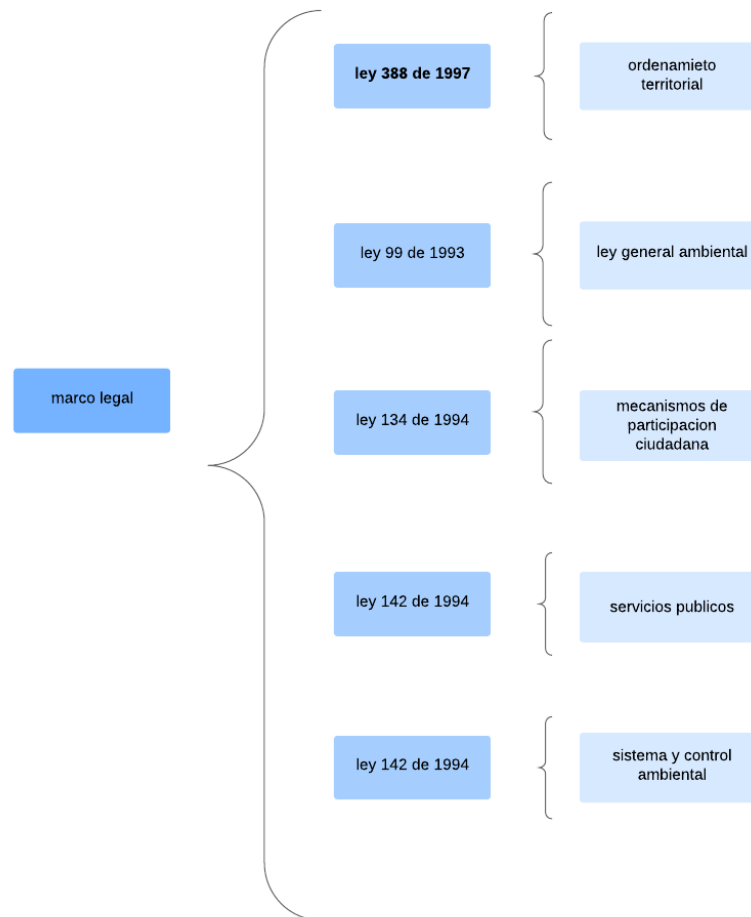 ley 388 de 1997
ordenamieto
territorial
ley 99 de 1993
ley general ambiental
marco legal
ley 134 de 1994
mecanismos de
participacion
ciudadana
ley 142 de 1994
servicios publicos
ley 142 de 1994
sistema y control
ambiental